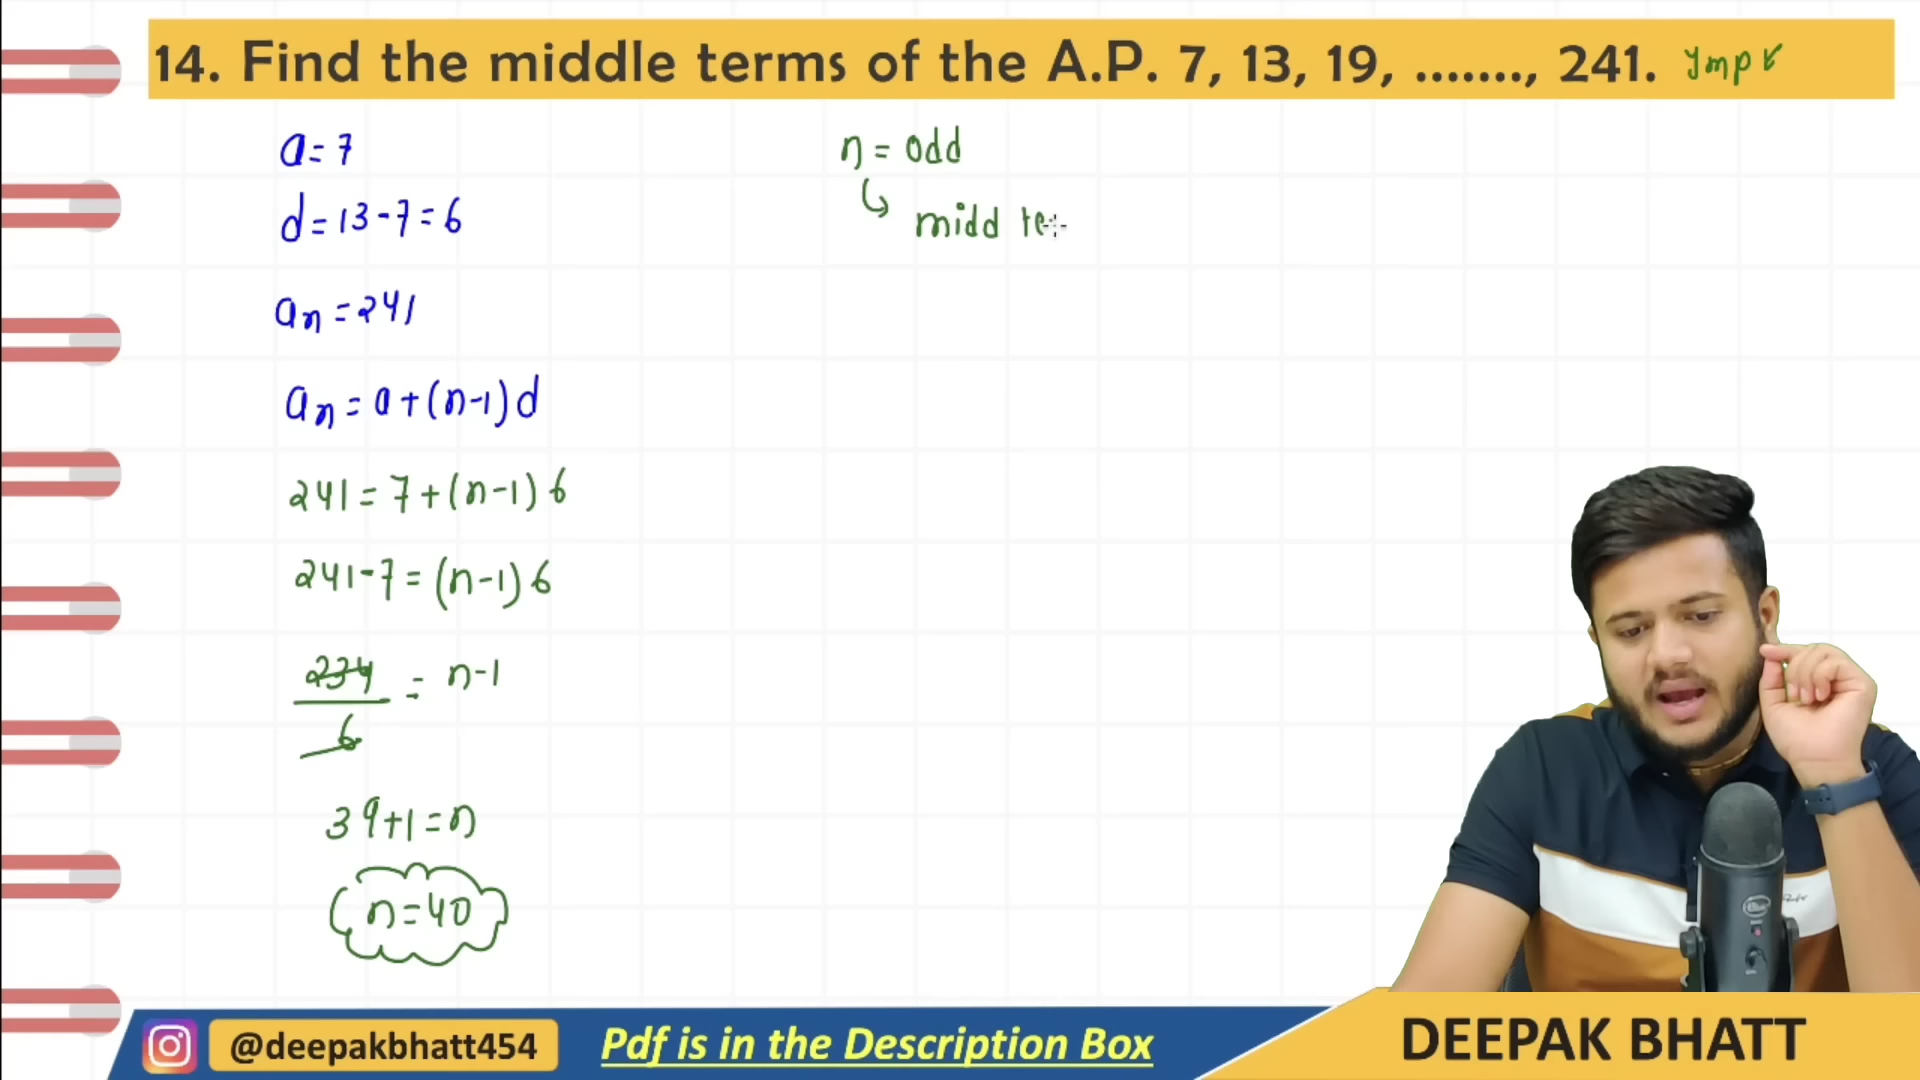 14. Find the middle terms of the A.P. 7, 13, 19, ......., 241. Imp
a = 7
d = 13 - 7 = 6
an = 241
an = a + (n-1) d
241 = 7 + (n-1) 6
241 - 7 = (n-1) 6
234/6 = n-1
39+1 = n
n = 40
n = odd
midd te
@deepakbhatt454
Pdf is in the Description Box
DEEPAK BHATT